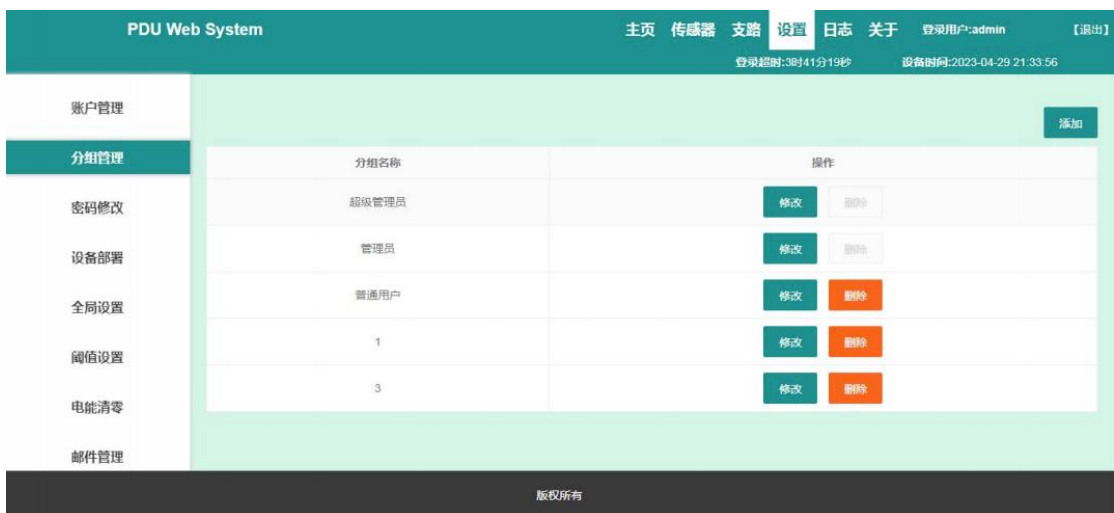 PDU Web System 主页 传感器 支路 设置 日志 关于 登录用户:admin 【退出】
登录超时:3时41分19秒 设备时间:2023-04-29 21:33:56
账户管理
添加
分组管理
分组名称 操作
密码修改
超级管理员 修改 删除
管理员 修改 删除
设备部署
普通用户 修改 删除
全局设置
1 修改 删除
阈值设置
3 修改 删除
电能清零
邮件管理
版权所有